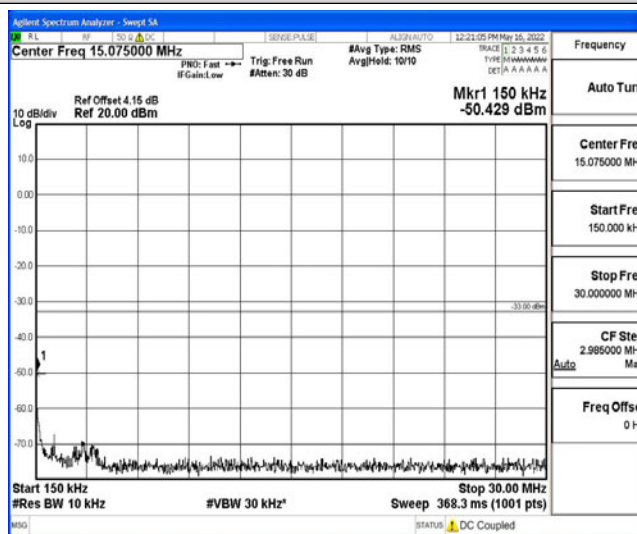 Agilent Spectrum Analyzer - Swept SA
RL RF 50 Ω DC SENSE:PULSE ALIGNAUTO 12:21:05 PM May 16, 2022
Center Freq 15.075000 MHz
PNO: Fast
IFGain:Low
Trig: Free Run
#Atten: 30 dB
#Avg Type: RMS
Avg|Hold: 10/10
TRACE 1 2 3 4 5 6
TYPE M
DET A A A A A A
Mkr1 150 kHz
-50.429 dBm
Ref Offset 4.15 dB
10 dB/div Ref 20.00 dBm
Log
10.0
0.00
-10.0
-20.0
-30.0
-33.00 dBm
-40.0
1
-50.0
-60.0
-70.0
Start 150 kHz Stop 30.00 MHz
#Res BW 10 kHz #VBW 30 kHz* Sweep 368.3 ms (1001 pts)
MSG STATUS DC Coupled
Frequency
Auto Tun
Center Fre
15.075000 MH
Start Fre
150.000 kH
Stop Fre
30.000000 MH
CF Ste
2.985000 MH
Auto Ma
Freq Offse
0 H